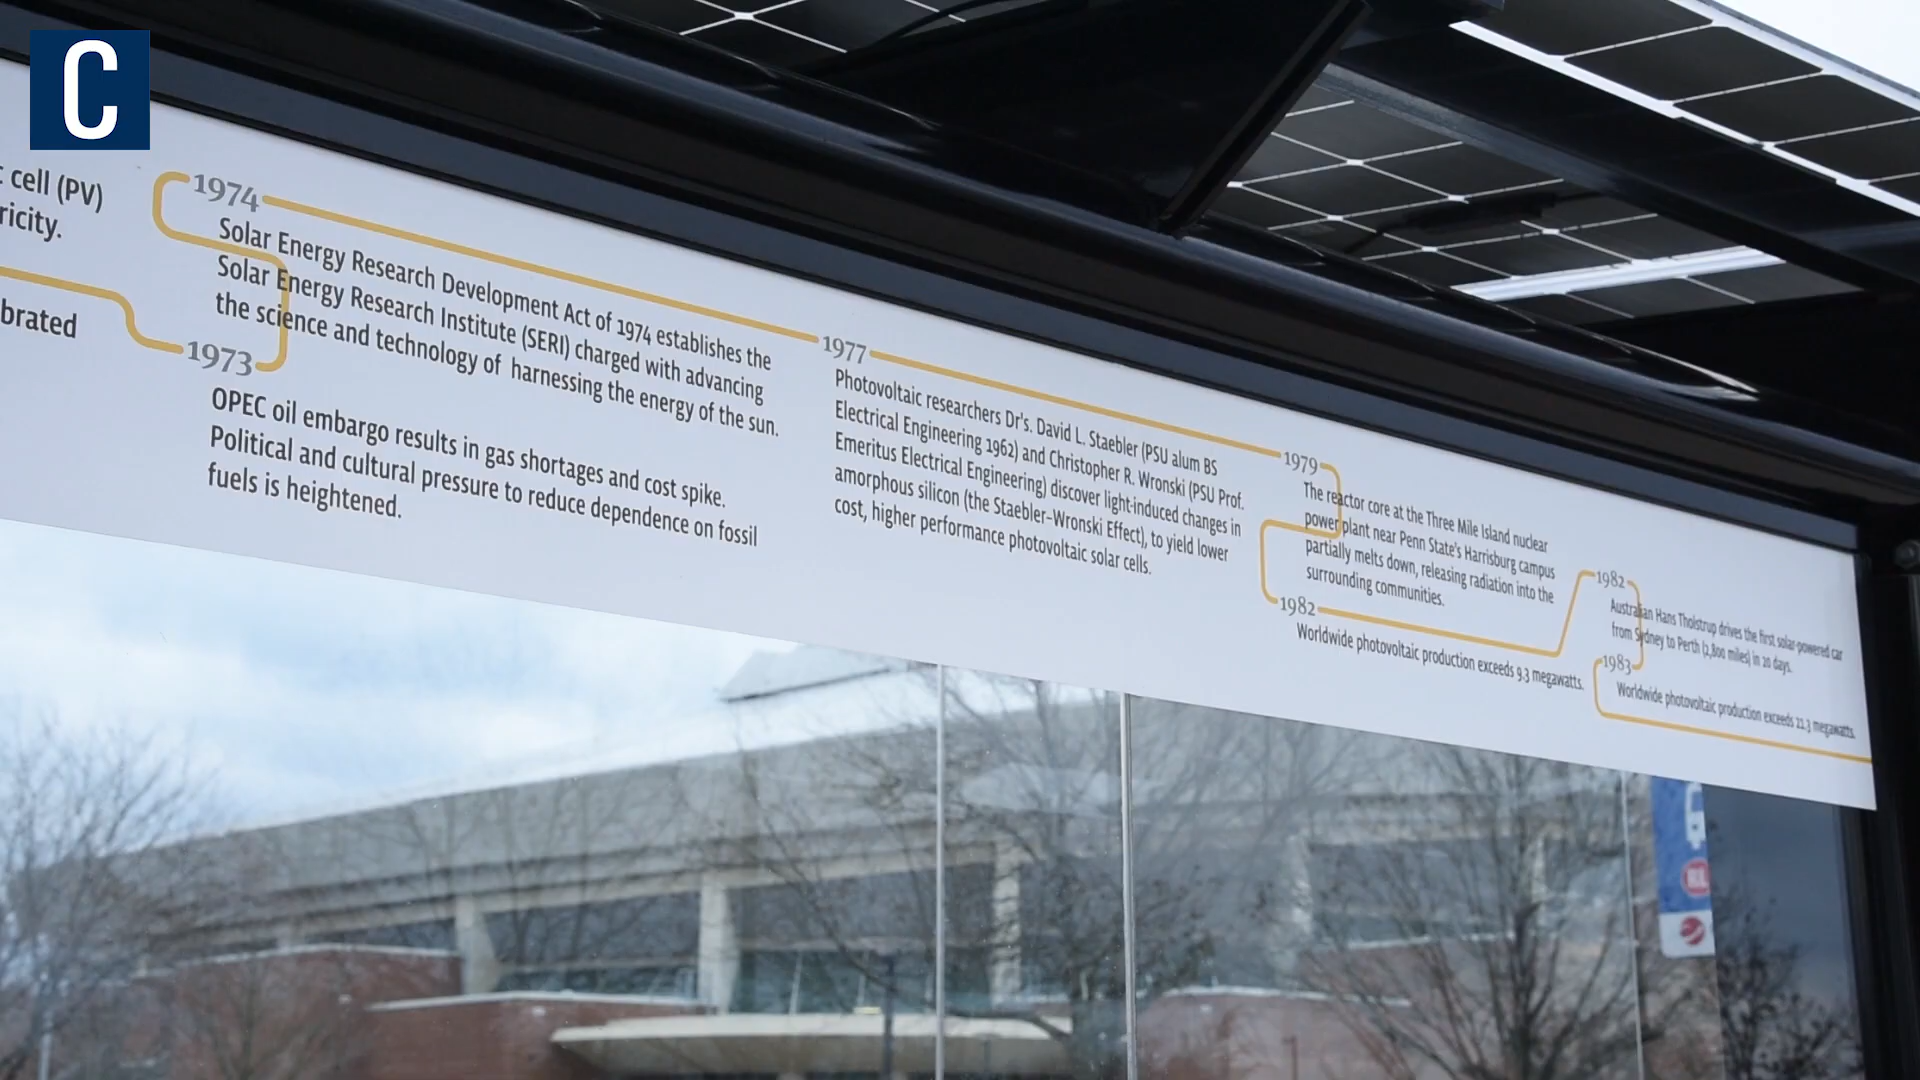 C
cell (PV)
ricity.
brated
1974
Solar Energy Research Development Act of 1974 establishes the
Solar Energy Research Institute (SERI) charged with advancing
the science and technology of harnessing the energy of the sun.
1973
OPEC oil embargo results in gas shortages and cost spike.
Political and cultural pressure to reduce dependence on fossil
fuels is heightened.
1977
Photovoltaic researchers Dr's. David L. Staebler (PSU alum BS
Electrical Engineering 1962) and Christopher R. Wronski (PSU Prof.
Emeritus Electrical Engineering) discover light-induced changes in
amorphous silicon (the Staebler-Wronski Effect), to yield lower
cost, higher performance photovoltaic solar cells.
1979
The reactor core at the Three Mile Island nuclear
power plant near Penn State's Harrisburg campus
partially melts down, releasing radiation into the
surrounding communities.
1982
Worldwide photovoltaic production exceeds 9.3 megawatts.
1982
Australian Hans Tholstrup drives the first solar-powered car
from Sydney to Perth (2,800 miles) in 20 days.
1983
Worldwide photovoltaic production exceeds 21.3 megawatts.
RL